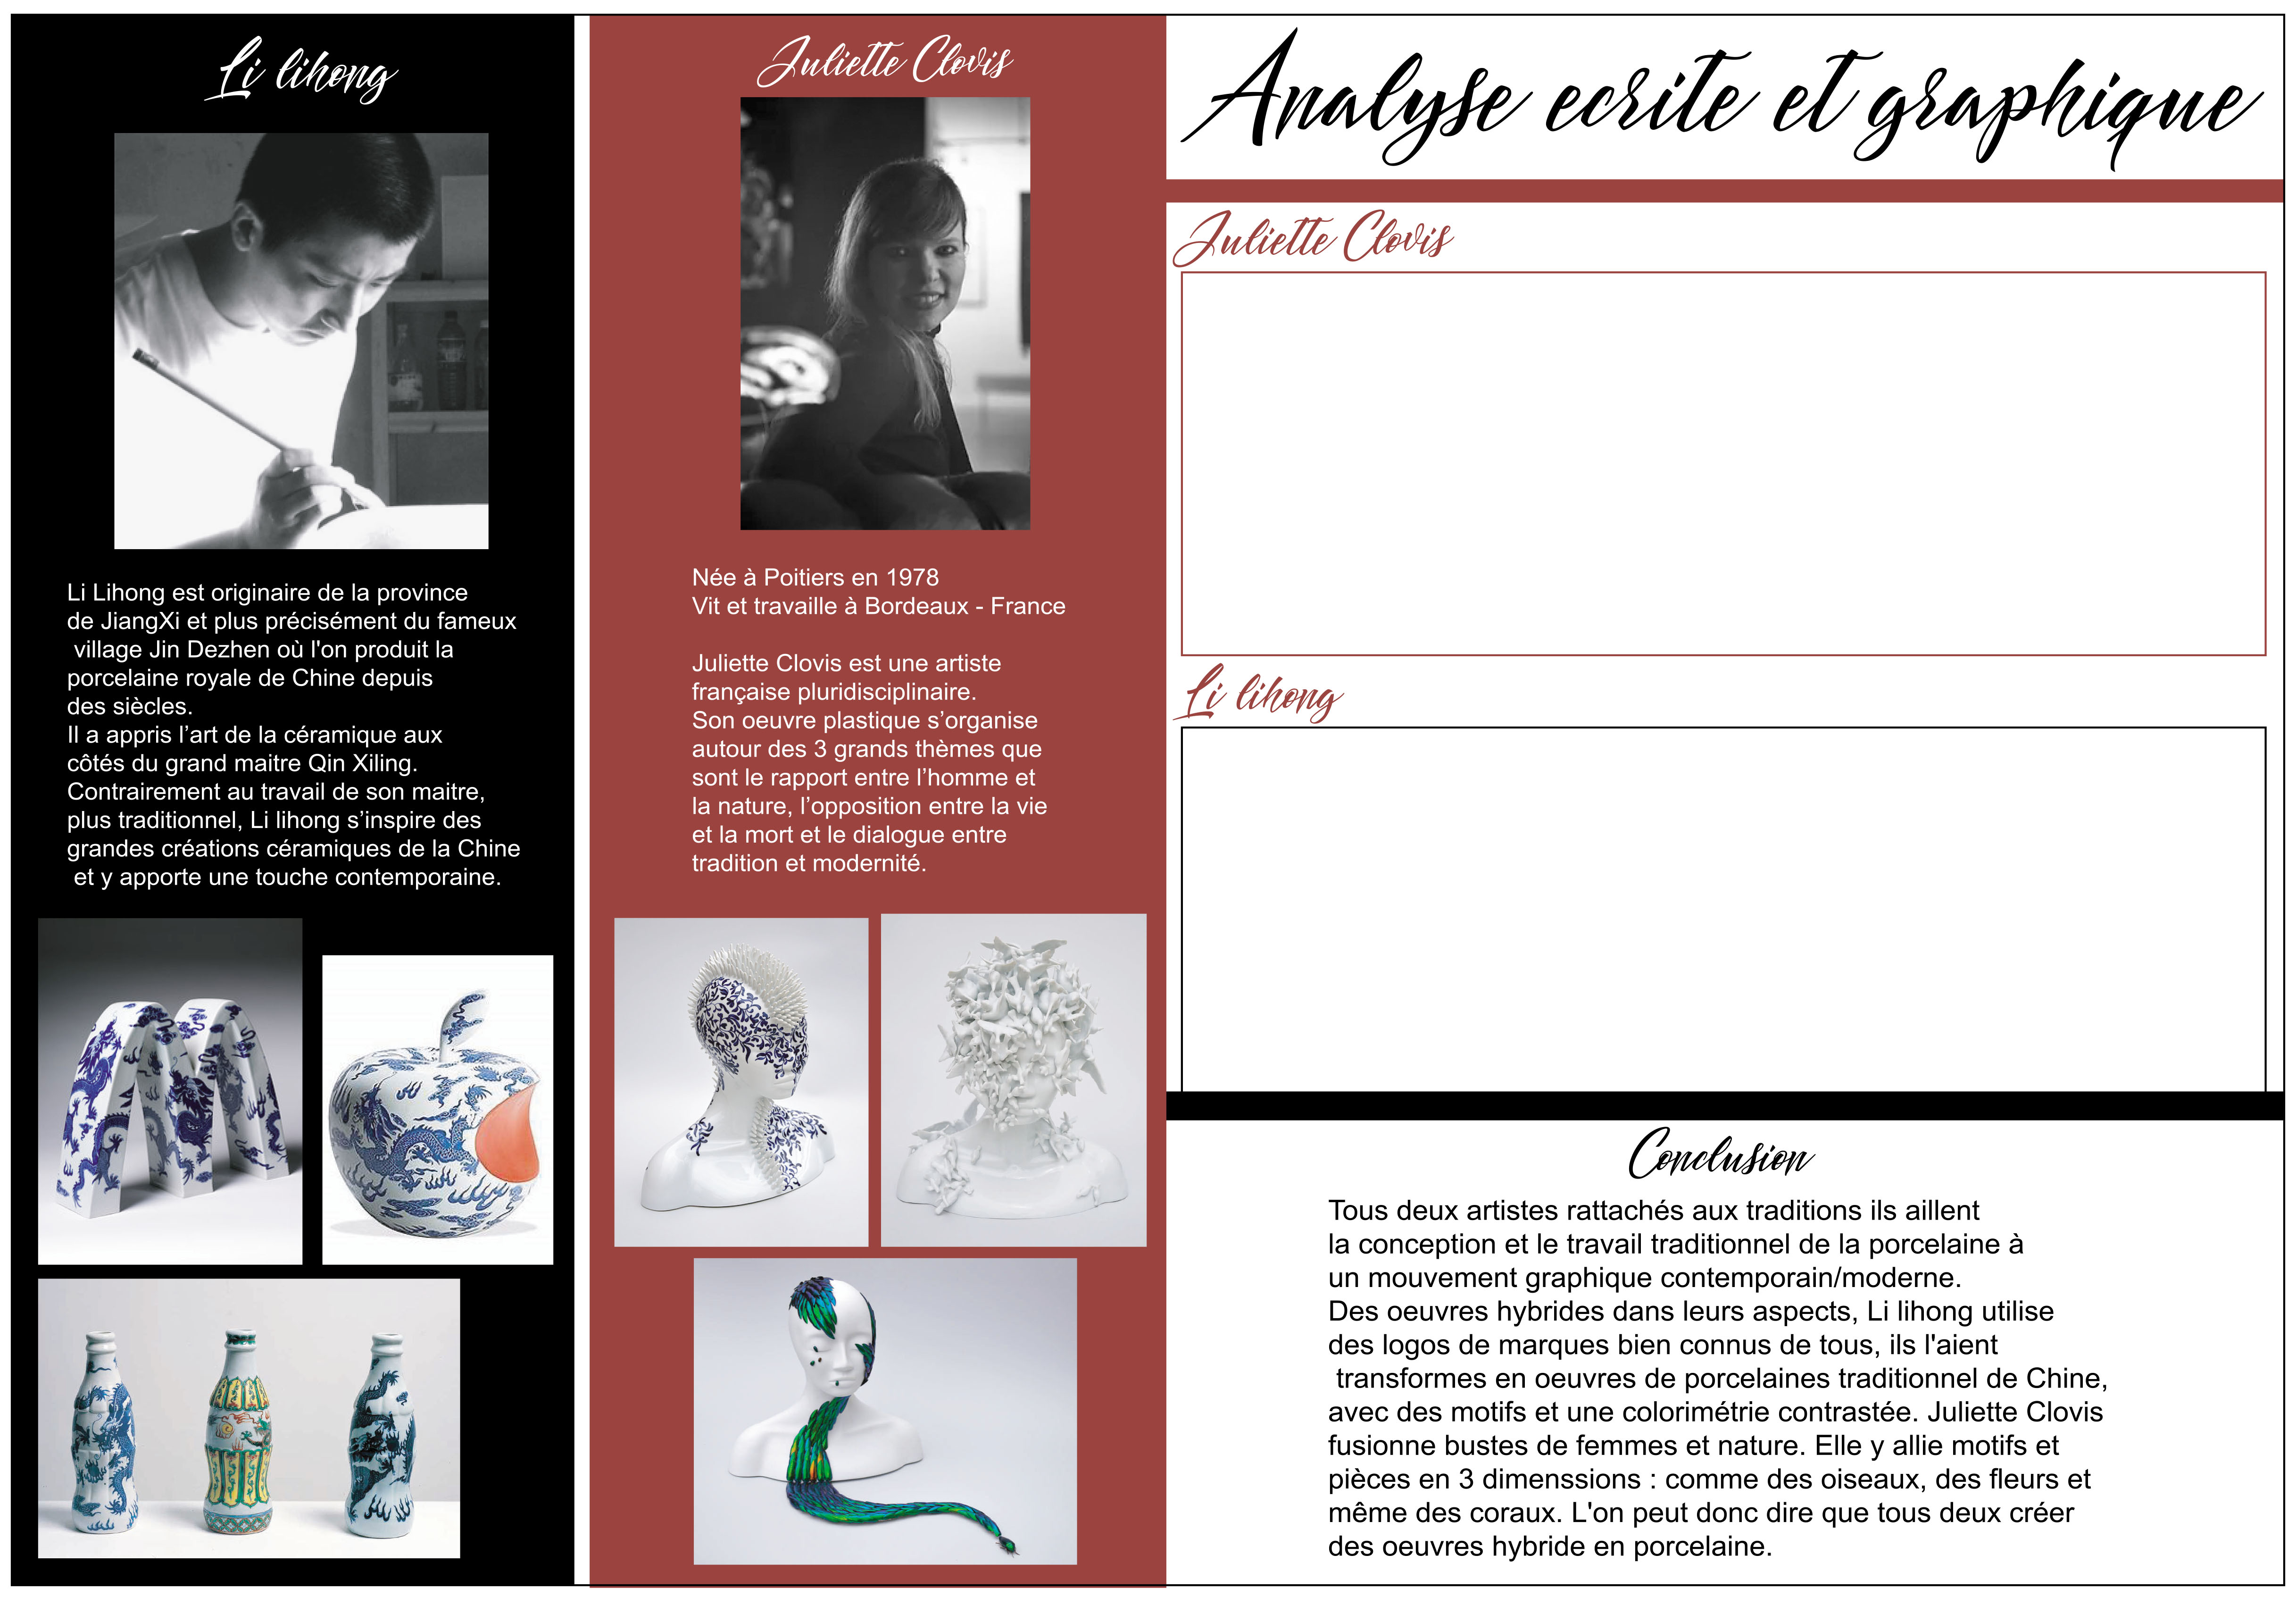 Li lihong
Li Lihong est originaire de la province
de JiangXi et plus précisément du fameux
village Jin Dezhen où l'on produit la
porcelaine royale de Chine depuis
des siècles.
Il a appris l’art de la céramique aux
côtés du grand maitre Qin Xiling.
Contrairement au travail de son maitre,
plus traditionnel, Li lihong s’inspire des
grandes créations céramiques de la Chine
et y apporte une touche contemporaine.
Juliette Clovis
Née à Poitiers en 1978
Vit et travaille à Bordeaux - France
Juliette Clovis est une artiste
française pluridisciplinaire.
Son oeuvre plastique s’organise
autour des 3 grands thèmes que
sont le rapport entre l’homme et
la nature, l’opposition entre la vie
et la mort et le dialogue entre
tradition et modernité.
Analyse ecrite et graphique
Juliette Clovis
Li lihong
Conclusion
Tous deux artistes rattachés aux traditions ils aillent
la conception et le travail traditionnel de la porcelaine à
un mouvement graphique contemporain/moderne.
Des oeuvres hybrides dans leurs aspects, Li lihong utilise
des logos de marques bien connus de tous, ils l'aient
transformes en oeuvres de porcelaines traditionnel de Chine,
avec des motifs et une colorimétrie contrastée. Juliette Clovis
fusionne bustes de femmes et nature. Elle y allie motifs et
pièces en 3 dimenssions : comme des oiseaux, des fleurs et
même des coraux. L'on peut donc dire que tous deux créer
des oeuvres hybride en porcelaine.